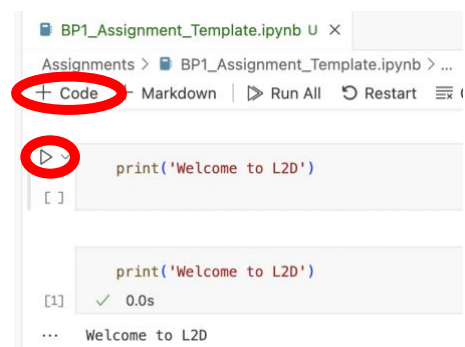 BP1_Assignment_Template.ipynb U ×
Assignments > BP1_Assignment_Template.ipynb > ...
+ Code Markdown | Run All Restart
print('Welcome to L2D')
[ ]
print('Welcome to L2D')
[1] ✓ 0.0s
... Welcome to L2D